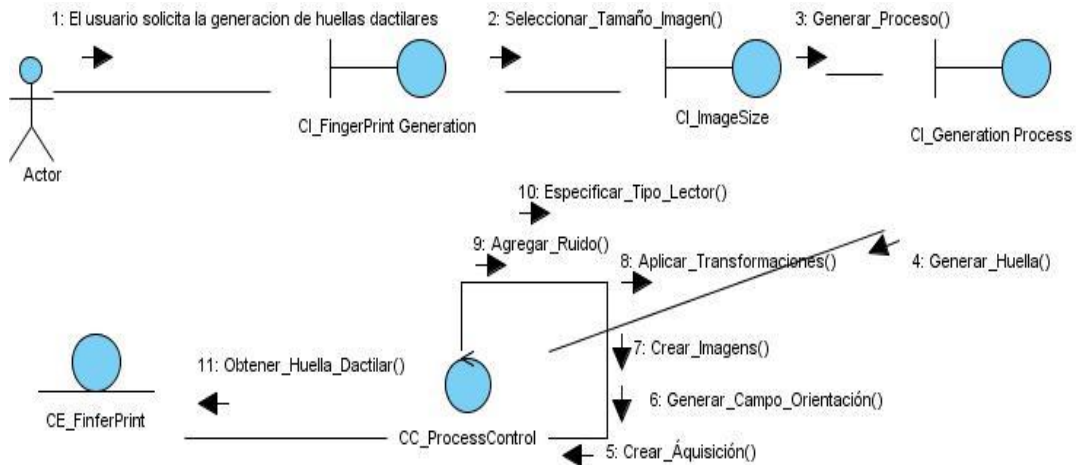 1: El usuario solicita la generacion de huellas dactilares
2: Seleccionar_Tamaño_Imagen()
3: Generar_Proceso()
CI_FingerPrint Generation
CI_ImageSize
CI_Generation Process
Actor
10: Especificar_Tipo_Lector()
9: Agregar_Ruido()
8: Aplicar_Transformaciones()
4: Generar_Huella()
7: Crear_Imagens()
11: Obtener_Huella_Dactilar()
6: Generar_Campo_Orientación()
CE_FinferPrint
CC_ProcessControl
5: Crear_Áquisición()